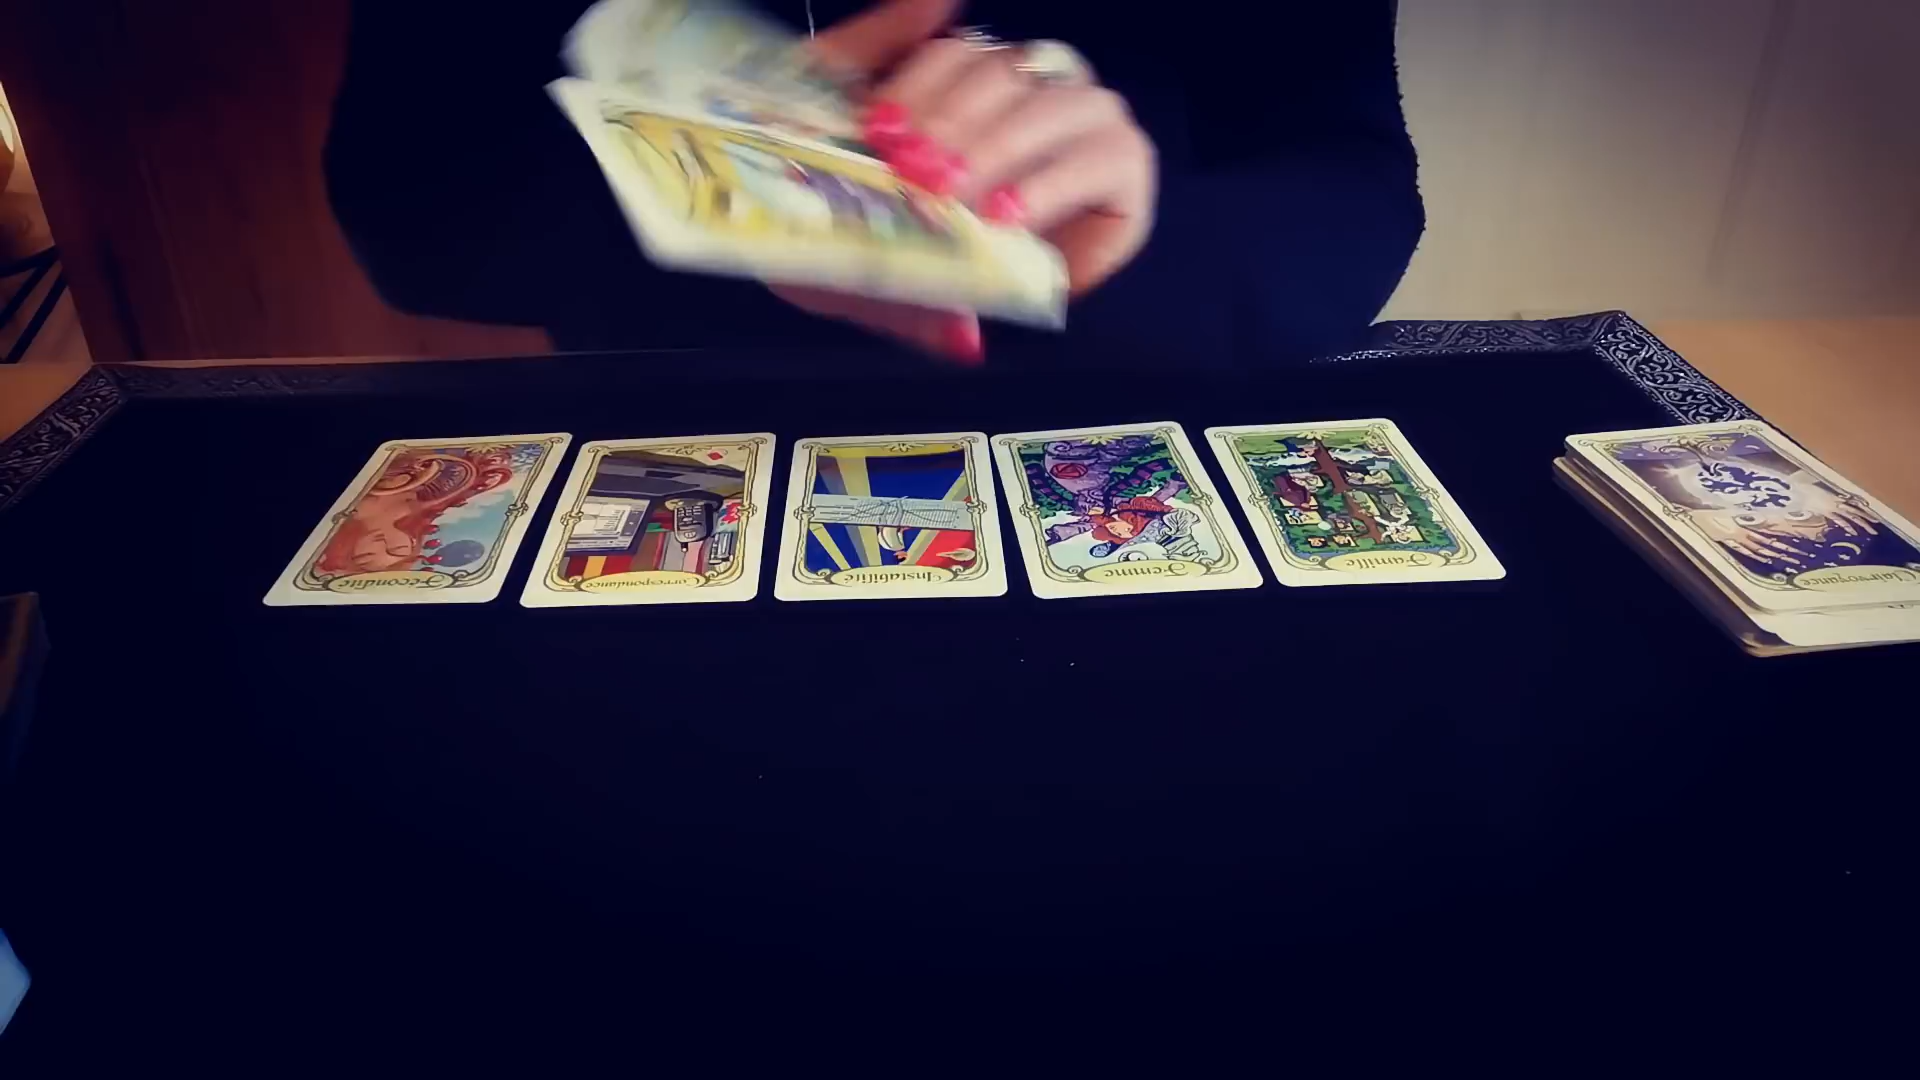 Fécondité
Correspondance
Instabilité
Femme
Famille
Clairvoyance